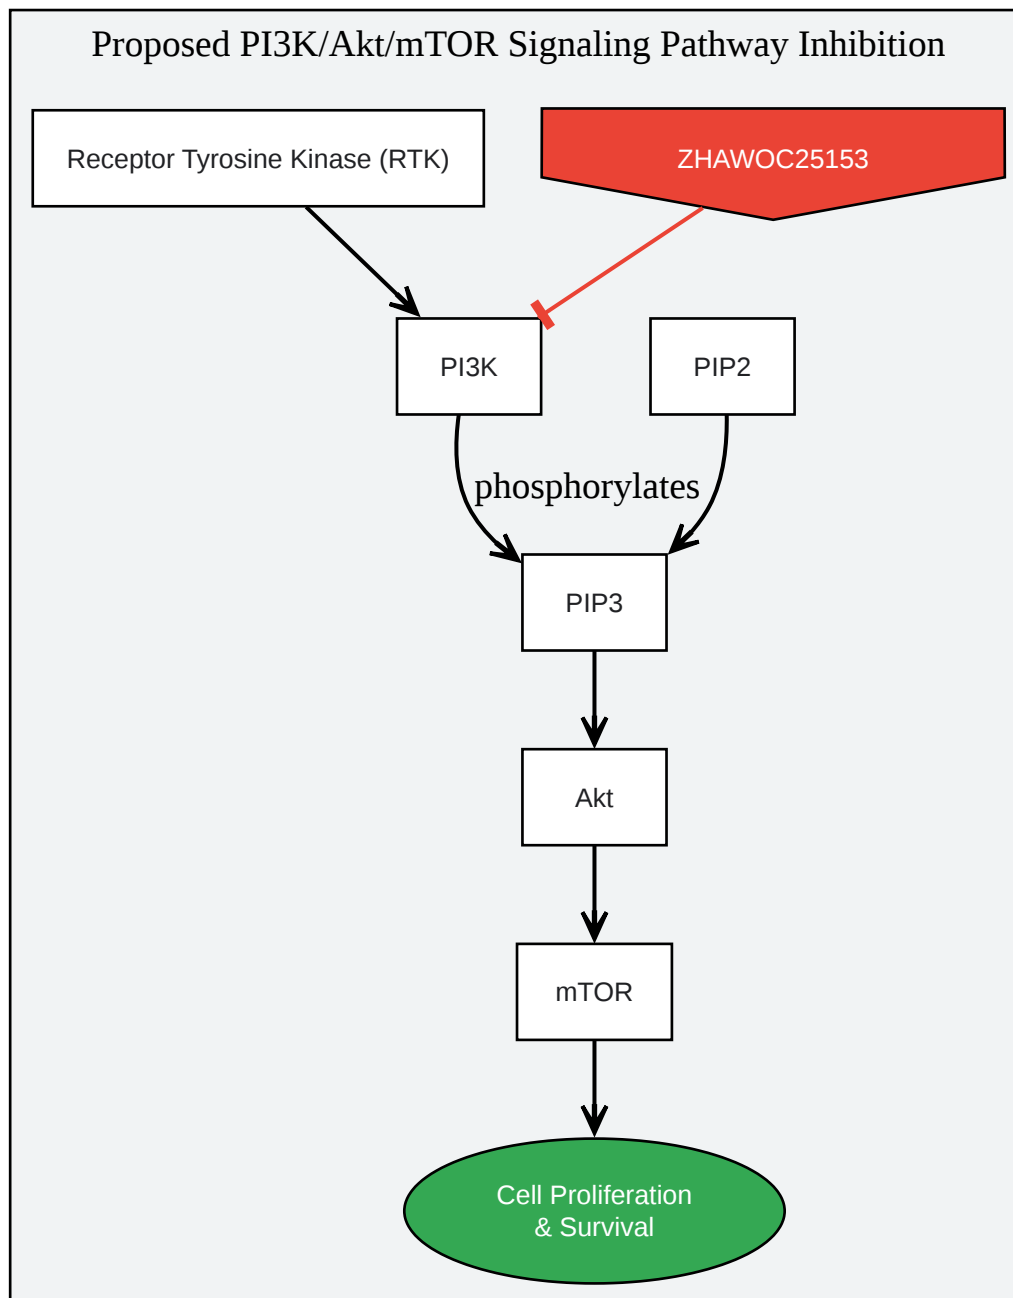 Proposed PI3K/Akt/mTOR Signaling Pathway Inhibition
Receptor Tyrosine Kinase (RTK)
ZHAWOC25153
PI3K
PIP2
phosphorylates
PIP3
Akt
mTOR
Cell Proliferation
& Survival